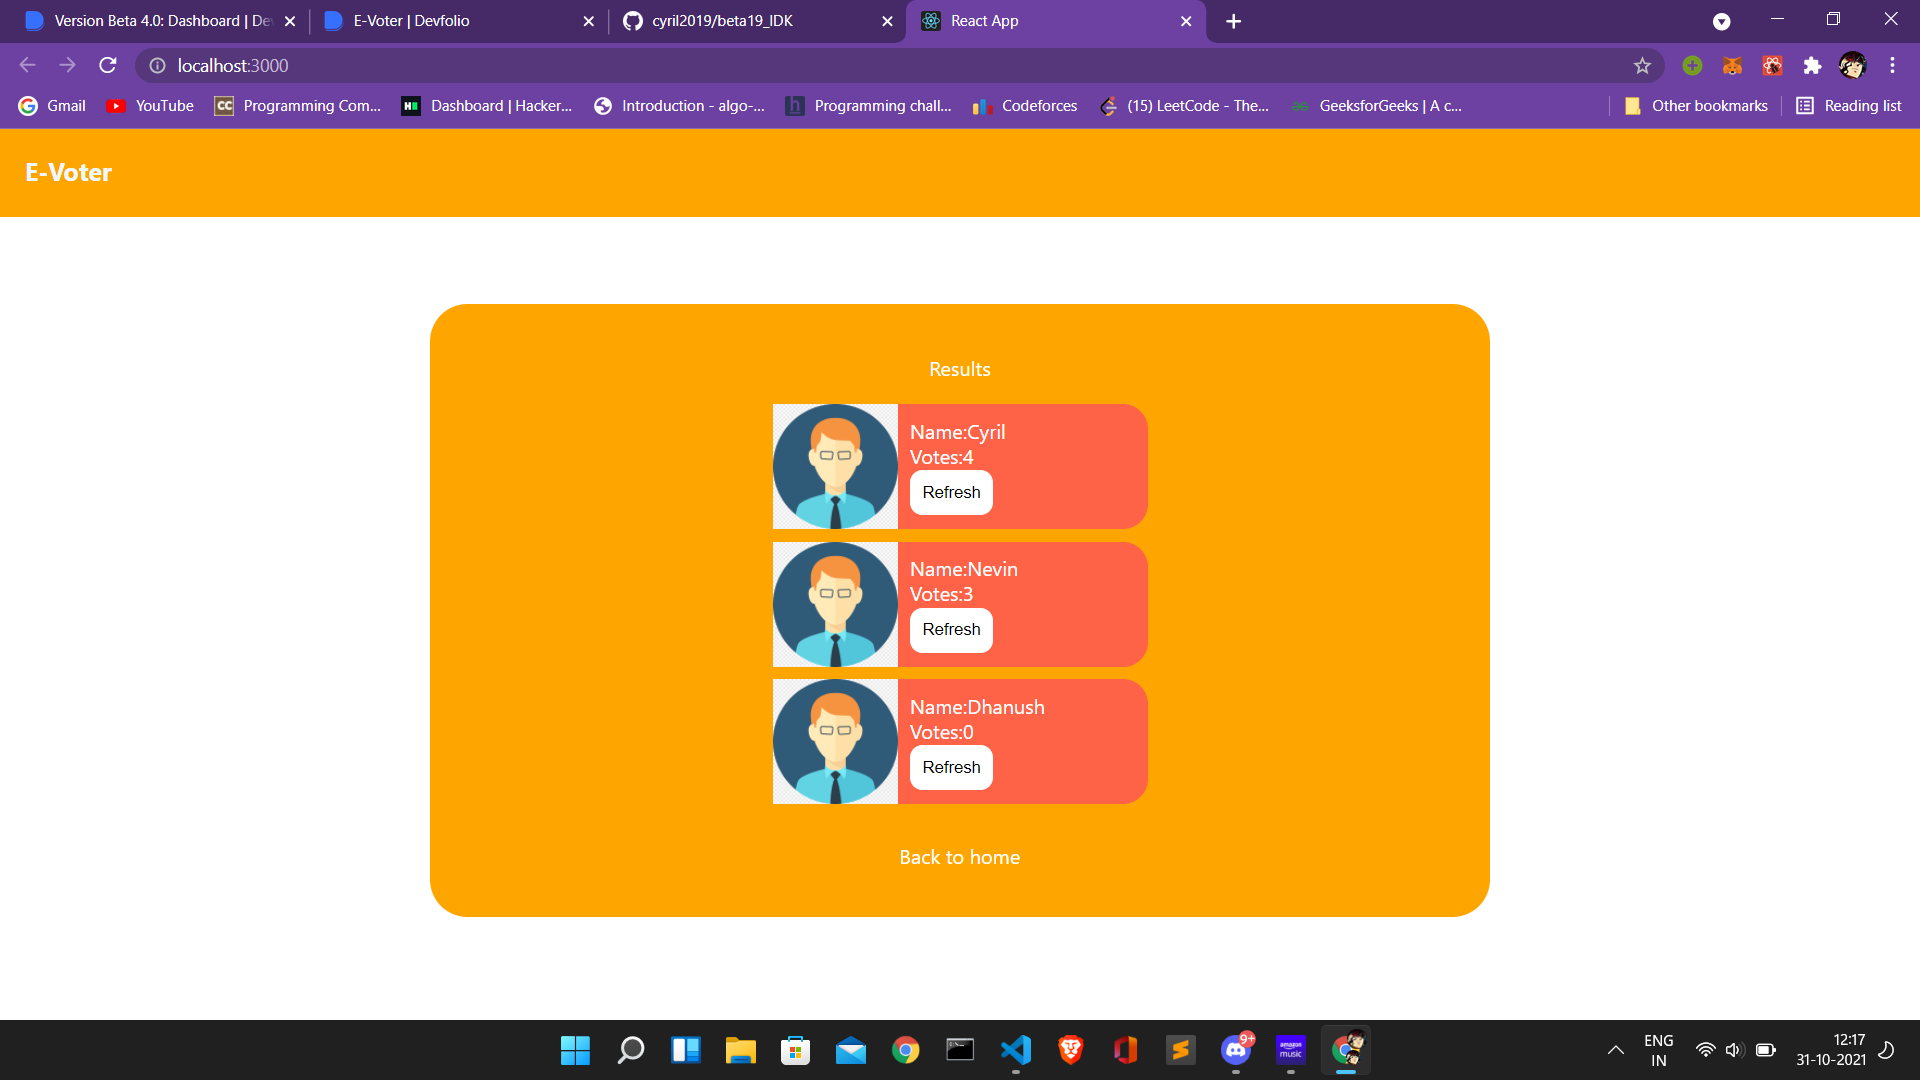 Version Beta 4.0: Dashboard | De
E-Voter | Devfolio
cyril2019/beta19_IDK
React App
localhost:3000
Gmail
YouTube
Programming Com...
Dashboard | Hacker...
Introduction - algo-...
Programming chall...
Codeforces
(15) LeetCode - The...
GeeksforGeeks | A c...
Other bookmarks
Reading list
E-Voter
Results
Name:Cyril
Votes:4
Refresh
Name:Nevin
Votes:3
Refresh
Name:Dhanush
Votes:0
Refresh
Back to home
9+
amazon
music
ENG
IN
12:17
31-10-2021